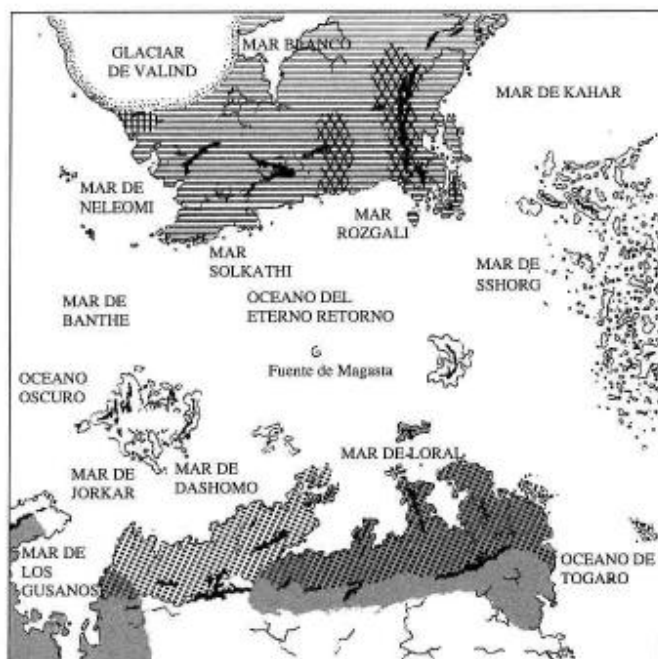 GLACIAR
DE VALIND
MAR BLANCO
MAR DE KAHAR
MAR DE
NELEOMI
MAR
ROZGALI
MAR
SOLKATHI
MAR DE
SSHORG
MAR DE
BANTHE
OCEANO DEL
ETERNO RETORNO
Fuente de Magasta
OCEANO
OSCURO
MAR DE LORAL
MAR DE
JORKAR
MAR DE
DASHOMO
MAR DE
LOS
GUSANOS
OCEANO DE
TOGARO